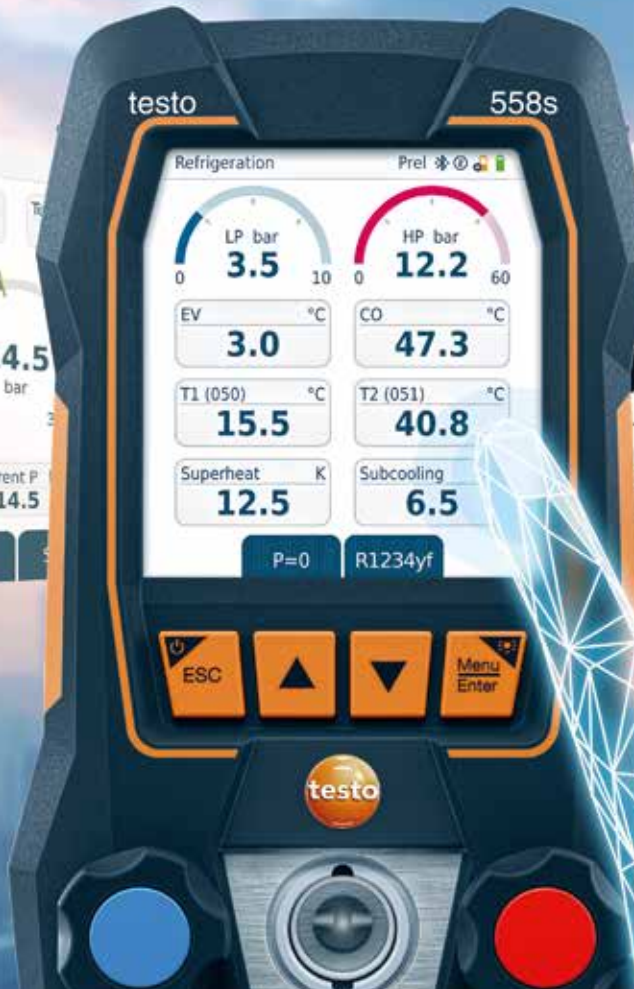 testo 558s
Refrigeration Prel
LP bar
3.5
0 10
HP bar
12.2
0 60
EV °C
3.0
CO °C
47.3
T1 (050) °C
15.5
T2 (051) °C
40.8
Superheat K
12.5
Subcooling
6.5
P=0 R1234yf
ESC
Menu
Enter
testo
4.5
bar
rent P
14.5